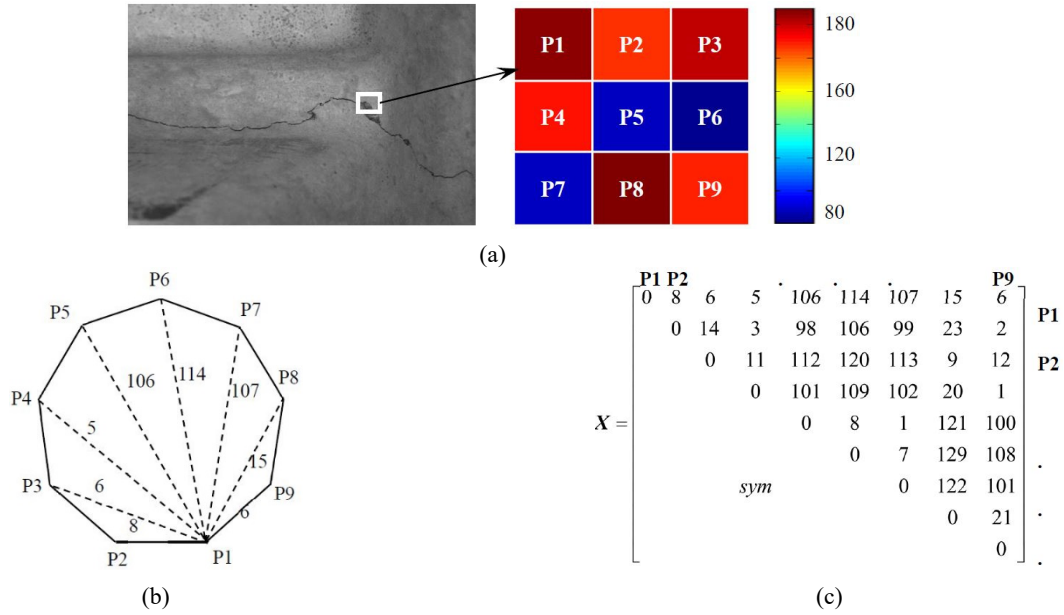 P1 P2 P3 180
160
P4 P5 P6
120
P7 P8 P9 80
(a)
P6
P5 P7
P4 P8
P3 P9
P2 P1
106 114 107
5 15
6 6
8
(b)
P1 P2 . . . P9
0 8 6 5 106 114 107 15 6 P1
0 14 3 98 106 99 23 2
0 11 112 120 113 9 12 P2
0 101 109 102 20 1
X = 0 8 1 121 100
0 7 129 108 .
sym 0 122 101
0 21 .
0 .
(c)